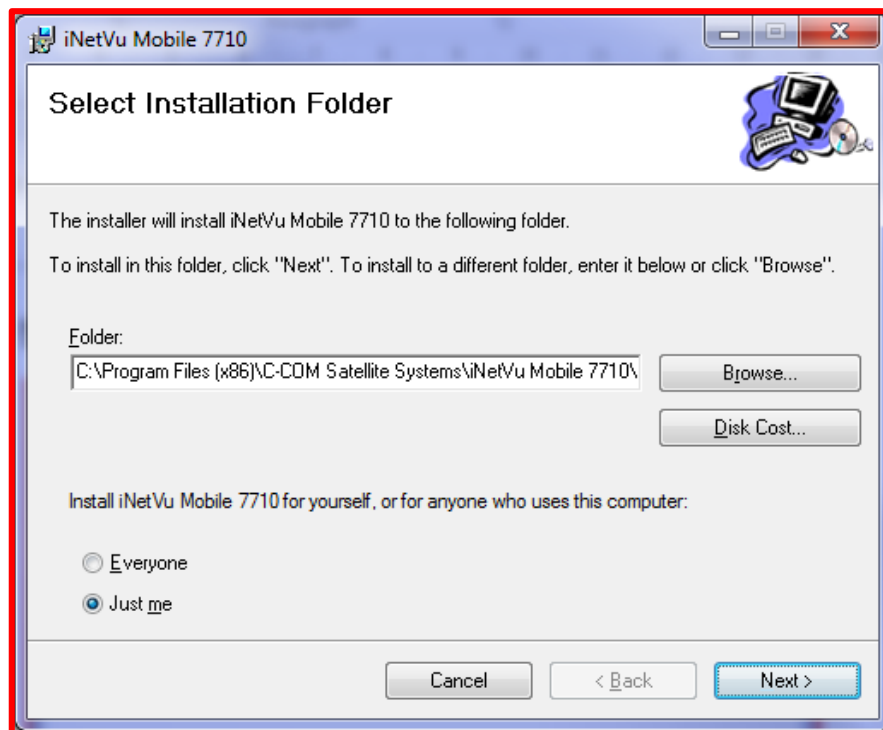 iNetVu Mobile 7710
Select Installation Folder
The installer will install iNetVu Mobile 7710 to the following folder.
To install in this folder, click "Next". To install to a different folder, enter it below or click "Browse".
Folder:
C:\Program Files (x86)\C-COM Satellite Systems\iNetVu Mobile 7710\
Browse...
Disk Cost...
Install iNetVu Mobile 7710 for yourself, or for anyone who uses this computer:
Everyone
Just me
Cancel
< Back
Next >